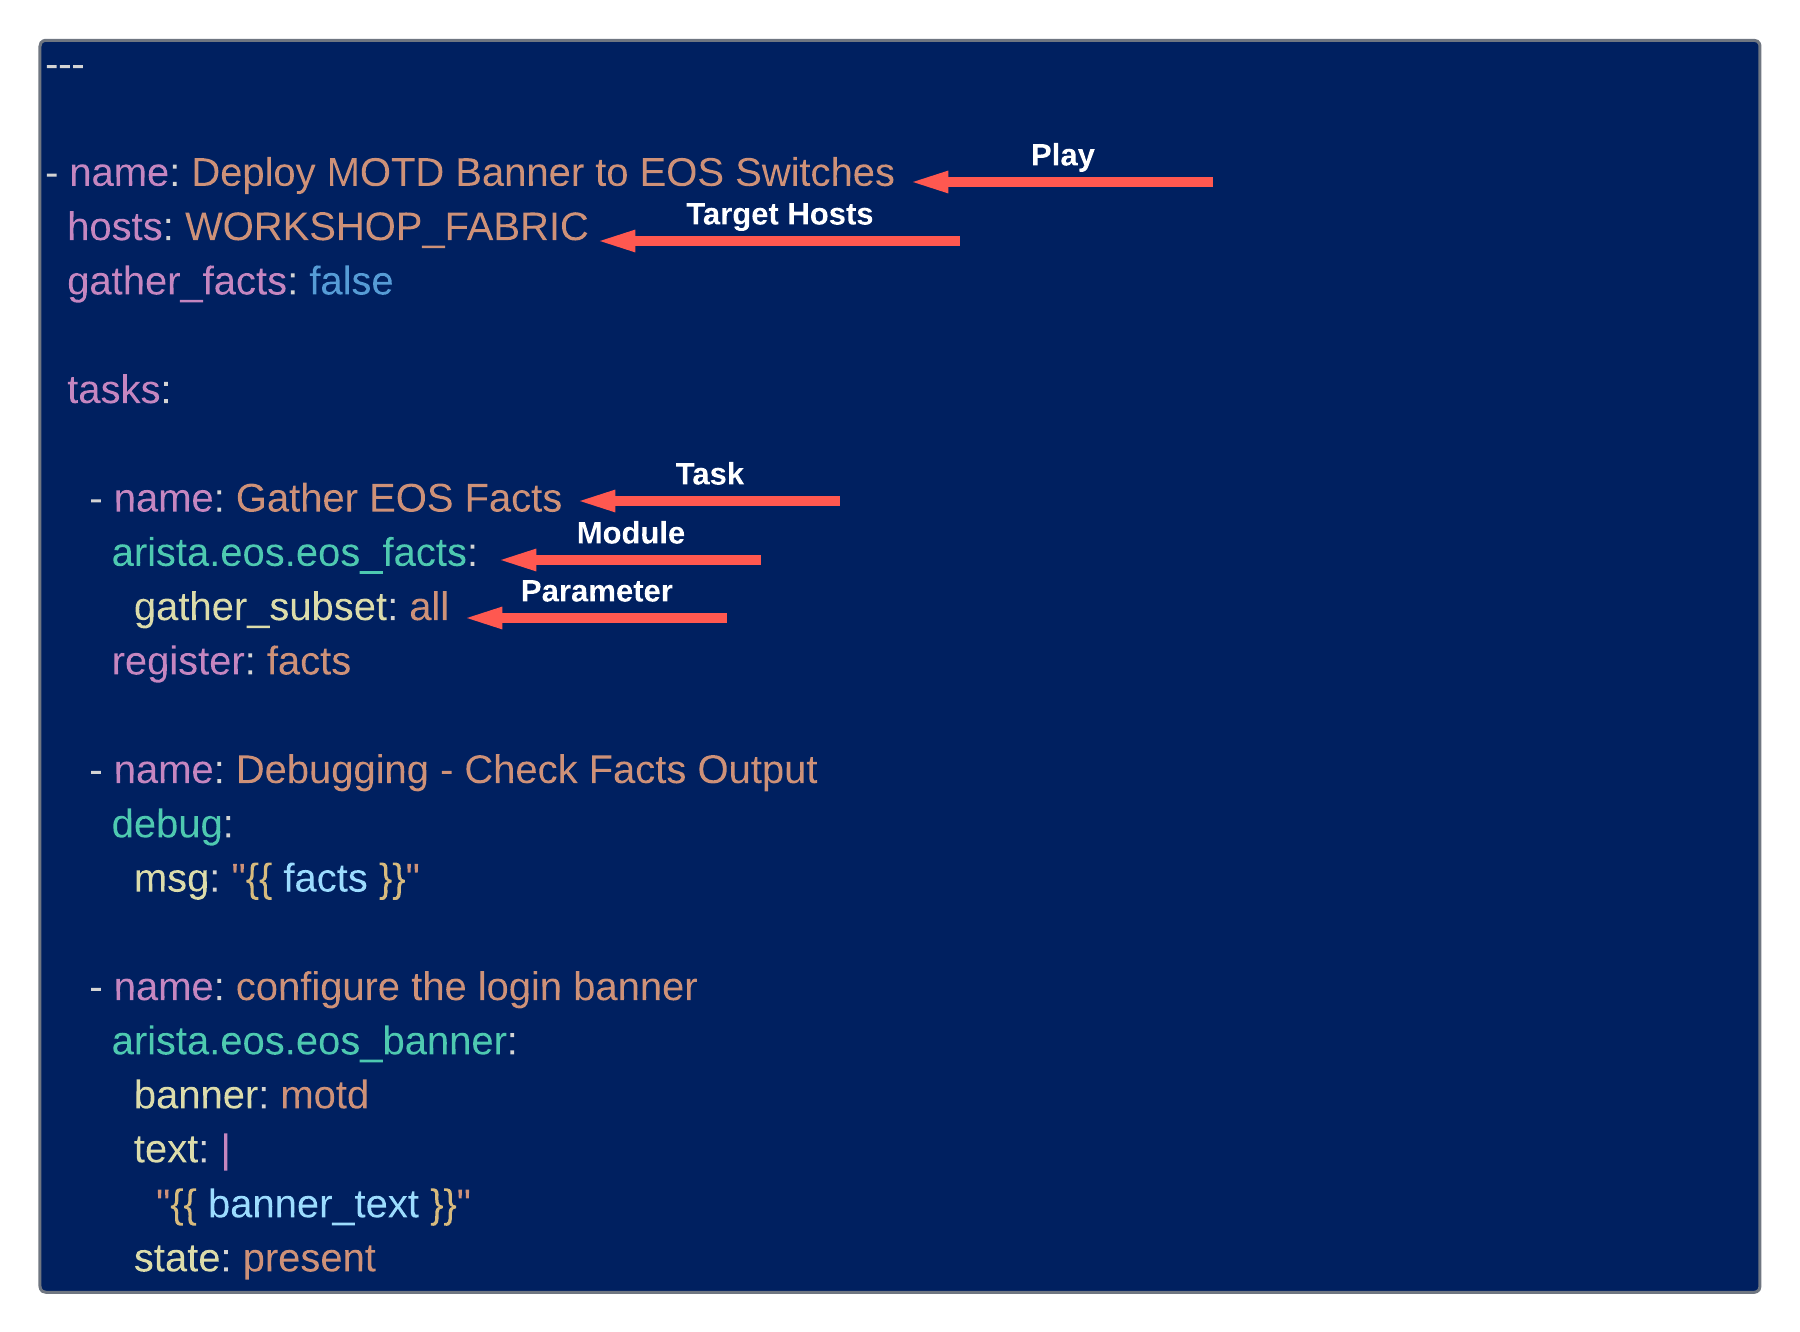 ---
Play
- name: Deploy MOTD Banner to EOS Switches
Target Hosts
hosts: WORKSHOP_FABRIC
gather_facts: false
tasks:
Task
- name: Gather EOS Facts
Module
arista.eos.eos_facts:
Parameter
gather_subset: all
register: facts
- name: Debugging - Check Facts Output
debug:
msg: "{{ facts }}"
- name: configure the login banner
arista.eos.eos_banner:
banner: motd
text: |
"{{ banner_text }}"
state: present